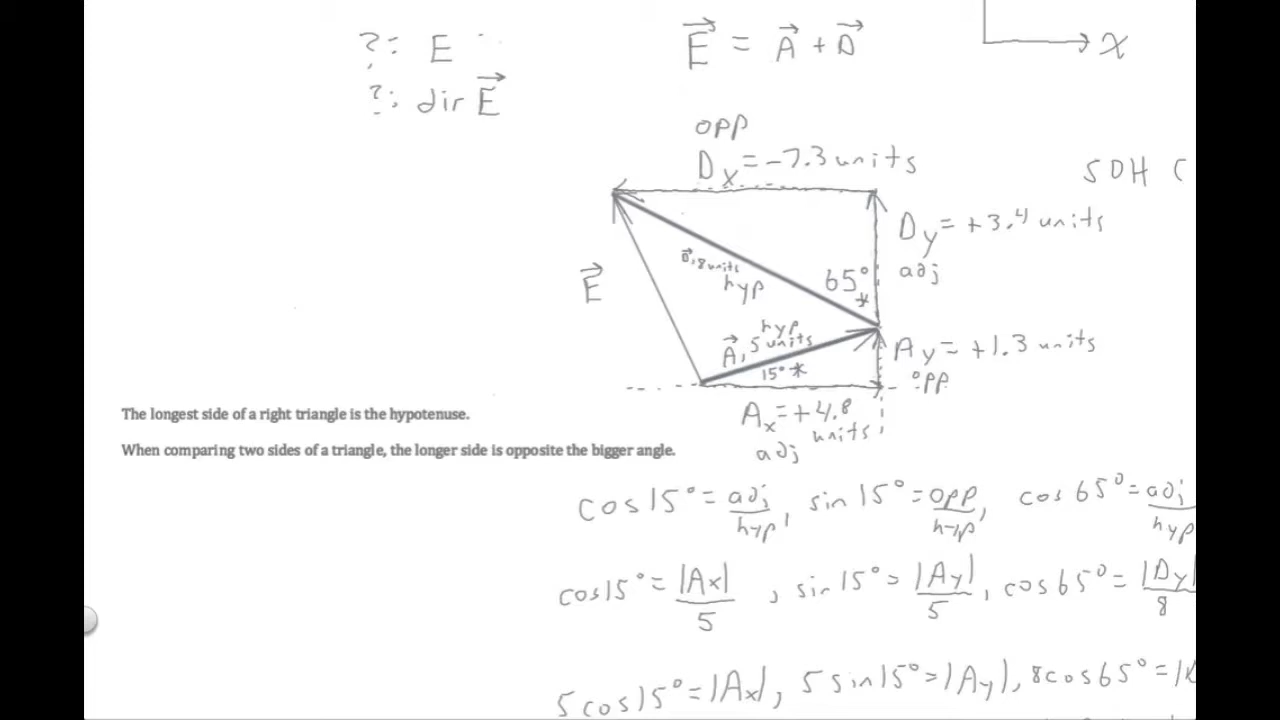 ?: E
E⃗ = A⃗ + D⃗
X
?: dir E⃗
opp
Dx = -7.3 units
SOH C
Dy = +3.4 units
adj
D⃗, 8 units
hyp
65° *
E⃗
hyp
A⃗, 5 units
15° *
Ay = +1.3 units
opp
Ax = +4.8 units
adj
The longest side of a right triangle is the hypotenuse.
When comparing two sides of a triangle, the longer side is opposite the bigger angle.
cos 15° = adj/hyp, sin 15° = opp/hyp, cos 65° = adj/hyp
cos 15° = |Ax|/5, sin 15° = |Ay|/5, cos 65° = |Dy|/8
5 cos 15° = |Ax|, 5 sin 15° = |Ay|, 8 cos 65° = |